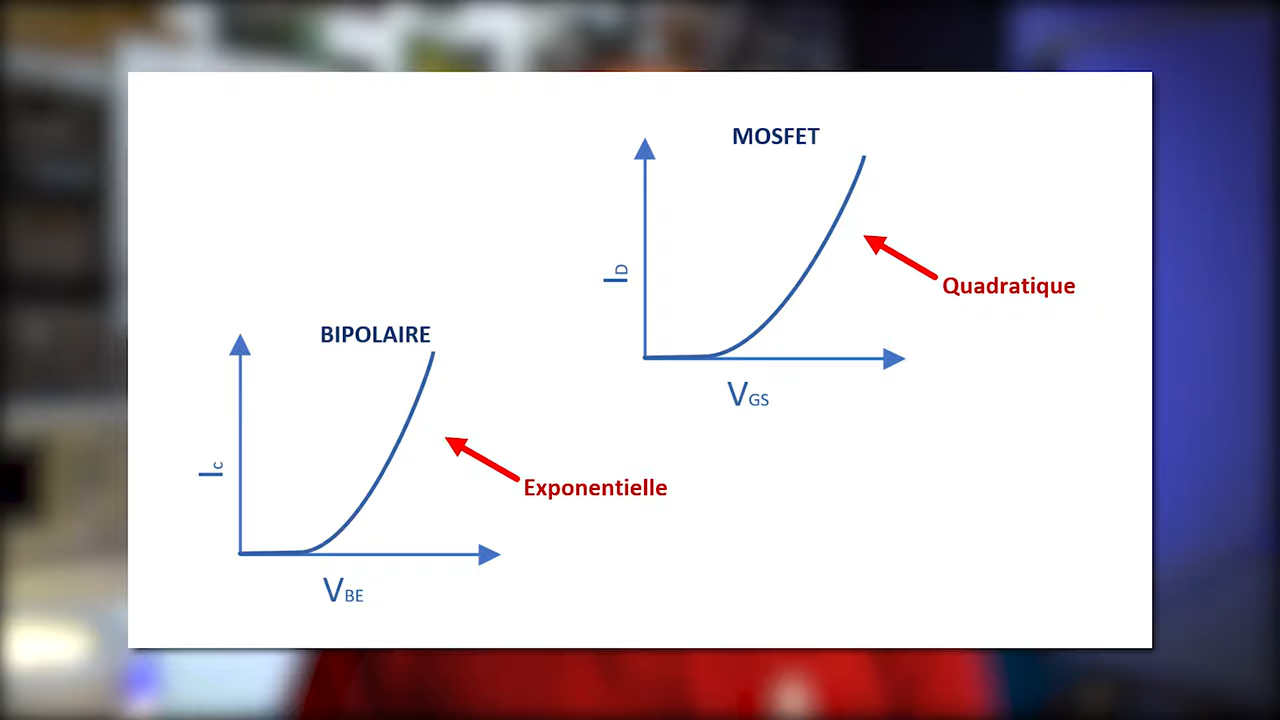 MOSFET
ID
Quadratique
VGS
BIPOLAIRE
Ic
Exponentielle
VBE